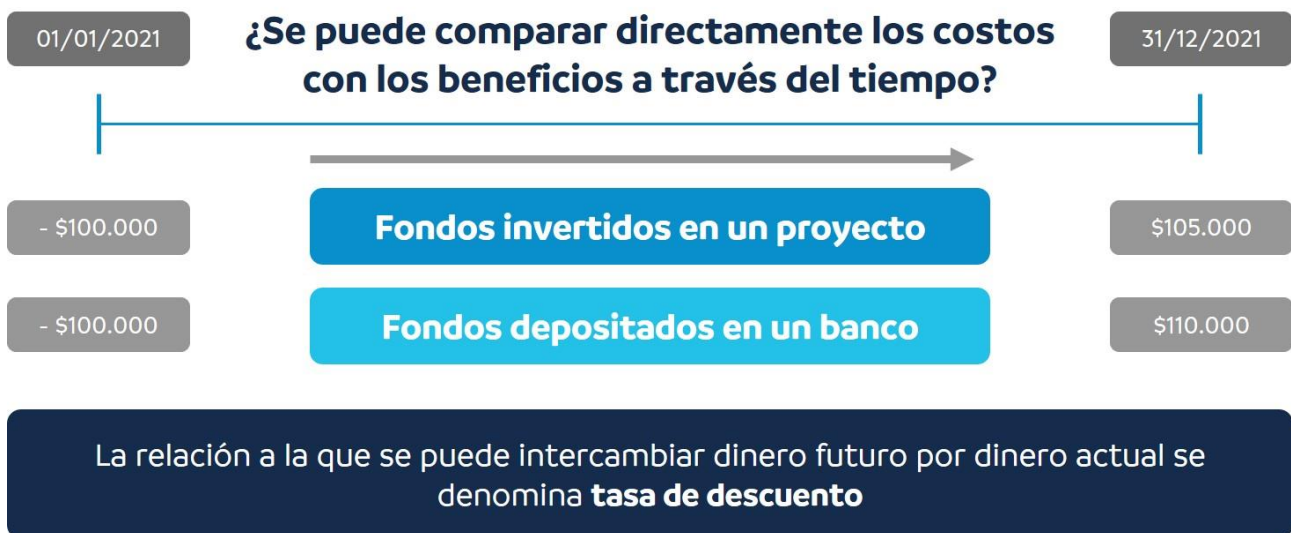 01/01/2021
¿Se puede comparar directamente los costos
con los beneficios a través del tiempo?
31/12/2021
- $100.000
Fondos invertidos en un proyecto
$105.000
- $100.000
Fondos depositados en un banco
$110.000
La relación a la que se puede intercambiar dinero futuro por dinero actual se
denomina tasa de descuento